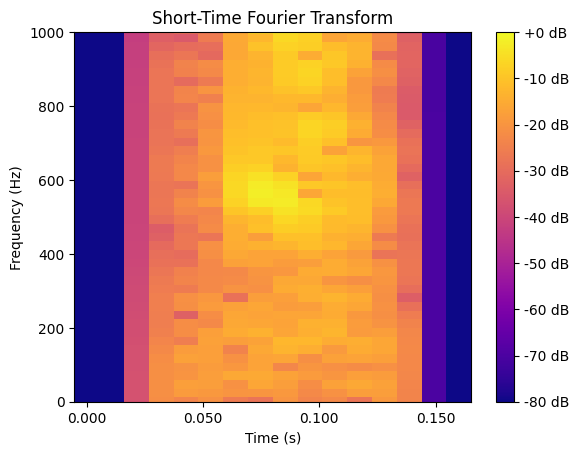 Short-Time Fourier Transform
1000
800
600
400
200
0
Frequency (Hz)
0.000
0.050
0.100
0.150
Time (s)
+0 dB
-10 dB
-20 dB
-30 dB
-40 dB
-50 dB
-60 dB
-70 dB
-80 dB